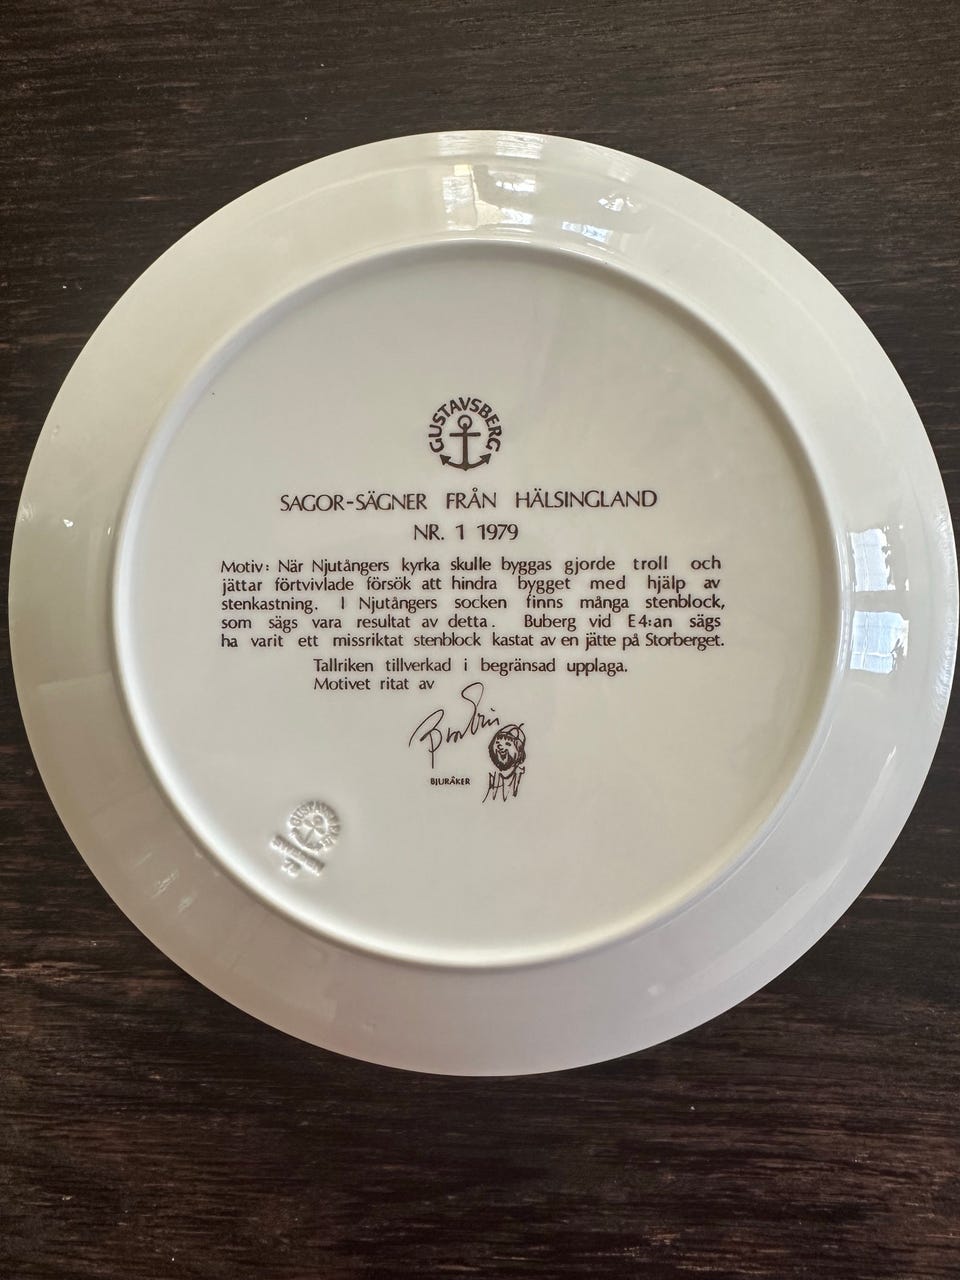 GUSTAVSBERG
SAGOR-SÄGNER FRÅN HÄLSINGLAND
NR. 1 1979
Motiv: När Njutångers kyrka skulle byggas gjorde troll och
jättar förtvivlade försök att hindra bygget med hjälp av
stenkastning. I Njutångers socken finns många stenblock,
som sägs vara resultat av detta. Buberg vid E4:an sägs
ha varit ett missriktat stenblock kastat av en jätte på Storberget.
Tallriken tillverkad i begränsad upplaga.
Motivet ritat av
BJURÅKER
GUSTAVSBERG